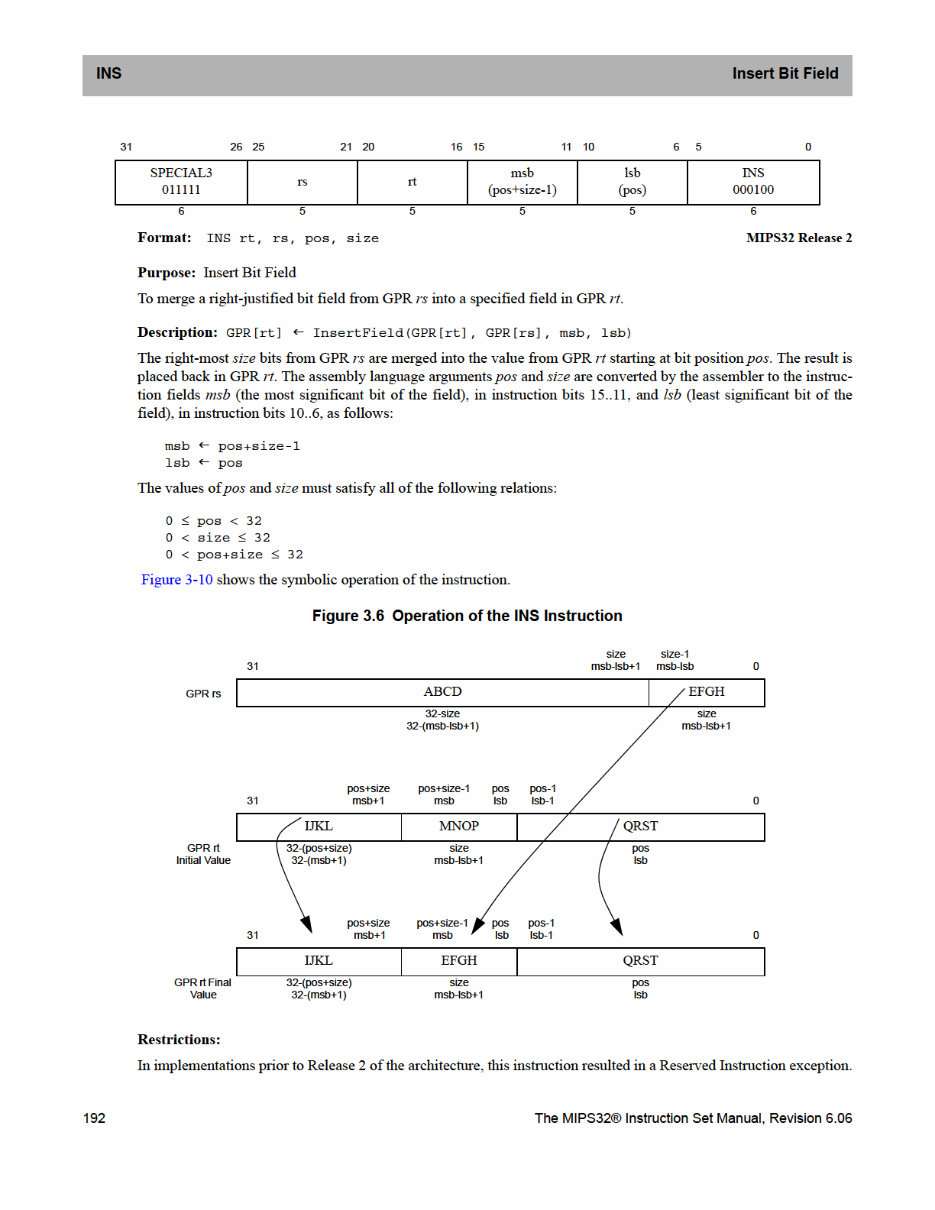 INS Insert Bit Field
31 26 25 21 20 16 15 11 10 6 5 0
SPECIAL3 rs rt msb lsb INS
011111 (pos+size-1) (pos) 000100
6 5 5 5 5 6
Format: INS rt, rs, pos, size MIPS32 Release 2
Purpose: Insert Bit Field
To merge a right-justified bit field from GPR rs into a specified field in GPR rt.
Description: GPR[rt] ← InsertField(GPR[rt], GPR[rs], msb, lsb)
The right-most size bits from GPR rs are merged into the value from GPR rt starting at bit position pos. The result is
placed back in GPR rt. The assembly language arguments pos and size are converted by the assembler to the instruc-
tion fields msb (the most significant bit of the field), in instruction bits 15..11, and lsb (least significant bit of the
field), in instruction bits 10..6, as follows:
msb ← pos+size-1
lsb ← pos
The values of pos and size must satisfy all of the following relations:
0 ≤ pos < 32
0 < size ≤ 32
0 < pos+size ≤ 32
Figure 3-10 shows the symbolic operation of the instruction.
Figure 3.6 Operation of the INS Instruction
size size-1
31 msb-lsb+1 msb-lsb 0
GPR rs ABCD EFGH
32-size size
32-(msb-lsb+1) msb-lsb+1
pos+size pos+size-1 pos pos-1
31 msb+1 msb lsb lsb-1 0
IJKL MNOP QRST
GPR rt 32-(pos+size) size pos
Initial Value 32-(msb+1) msb-lsb+1 lsb
pos+size pos+size-1 pos pos-1
31 msb+1 msb lsb lsb-1 0
IJKL EFGH QRST
GPR rt Final 32-(pos+size) size pos
Value 32-(msb+1) msb-lsb+1 lsb
Restrictions:
In implementations prior to Release 2 of the architecture, this instruction resulted in a Reserved Instruction exception.
192 The MIPS32® Instruction Set Manual, Revision 6.06